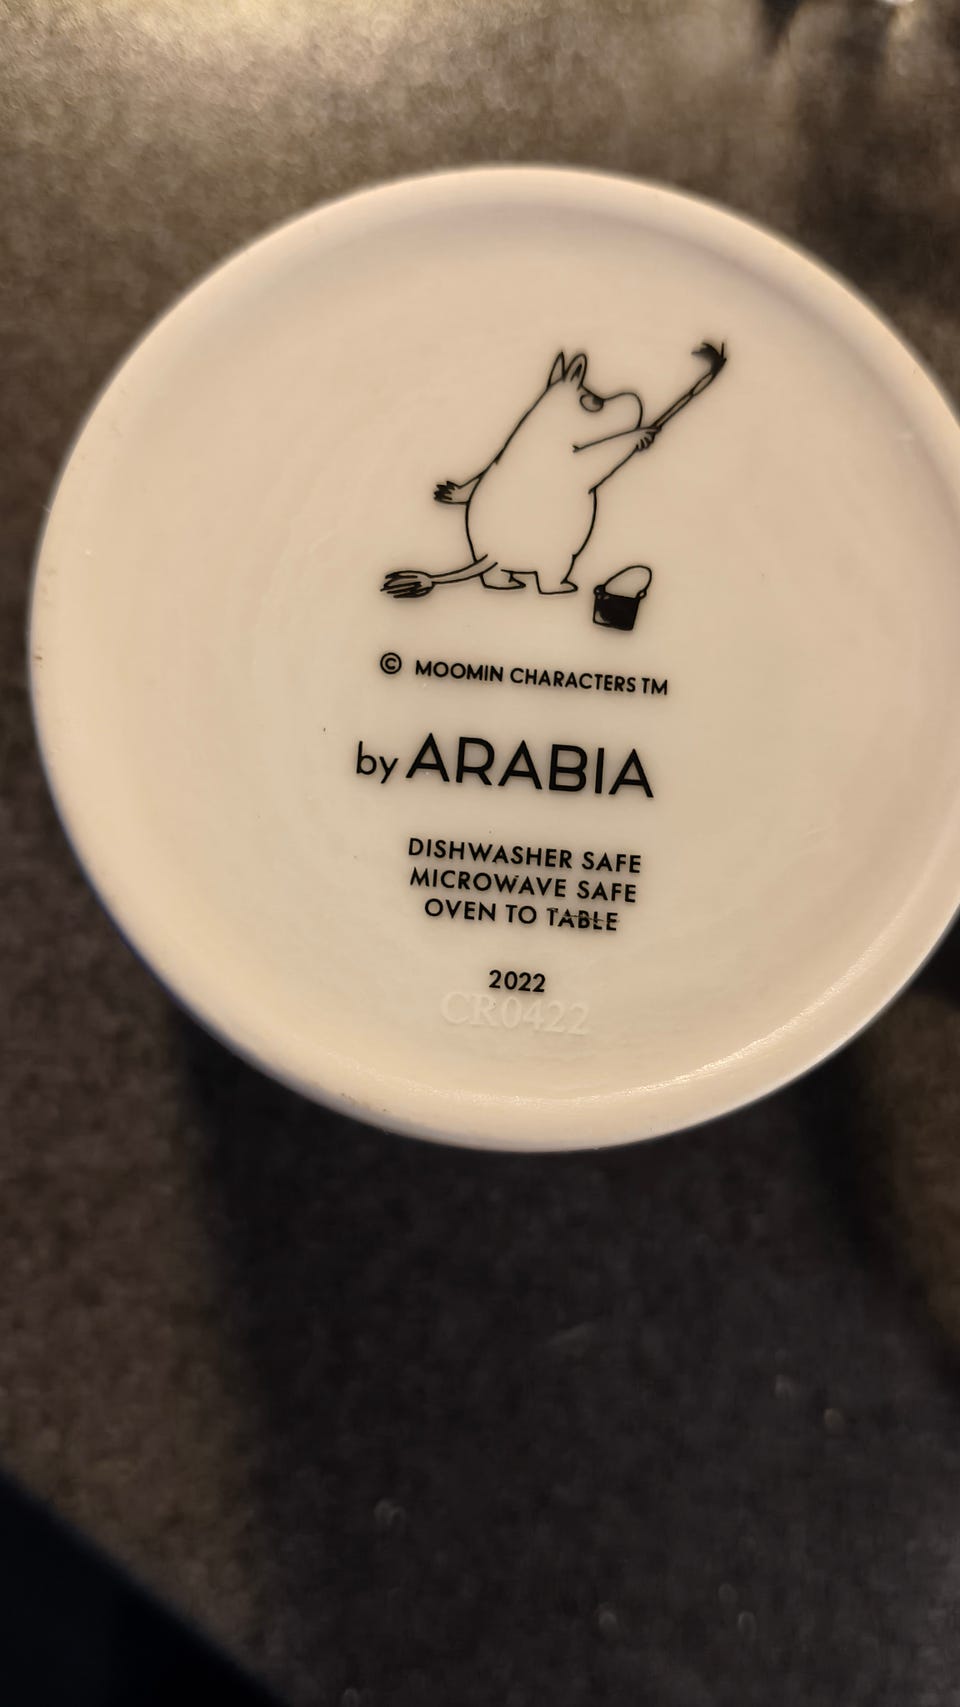 © MOOMIN CHARACTERS TM
by ARABIA
DISHWASHER SAFE
MICROWAVE SAFE
OVEN TO TABLE
2022
CR0422